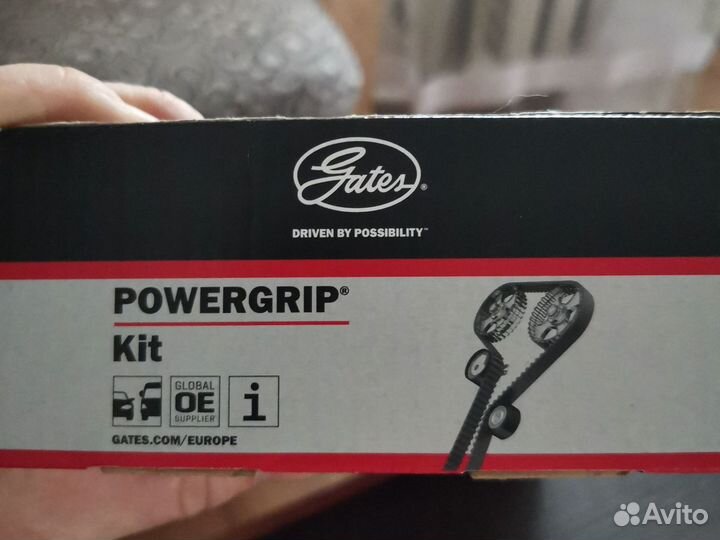 Gates®
DRIVEN BY POSSIBILITY™
POWERGRIP®
Kit
GLOBAL
OE
SUPPLIER
i
GATES.COM/EUROPE
Avito